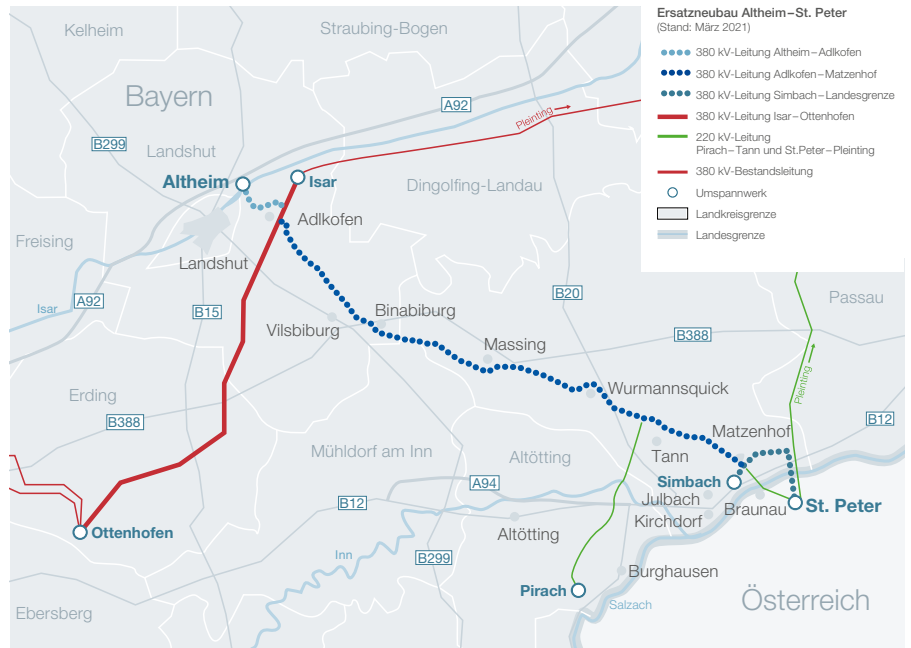 Ersatzneubau Altheim–St. Peter
(Stand: März 2021)
380 kV-Leitung Altheim–Adlkofen
380 kV-Leitung Adlkofen–Matzenhof
380 kV-Leitung Simbach–Landesgrenze
380 kV-Leitung Isar–Ottenhofen
220 kV-Leitung
Pirach–Tann und St.Peter–Pleinting
380 kV-Bestandsleitung
Umspannwerk
Landkreisgrenze
Landesgrenze
Kelheim
Straubing-Bogen
Bayern
A92
Pleinting
B299
Landshut
Altheim
Isar
Dingolfing-Landau
Adlkofen
Freising
Landshut
A92
Isar
B15
B20
Passau
Binabiburg
Vilsbiburg
B388
Massing
Pleinting
Erding
Wurmannsquick
B388
B12
Matzenhof
Mühldorf am Inn
Altötting
Tann
A94
Simbach
Julbach
B12
Braunau
St. Peter
Kirchdorf
Ottenhofen
Altötting
Inn
B299
Burghausen
Pirach
Salzach
Österreich
Ebersberg